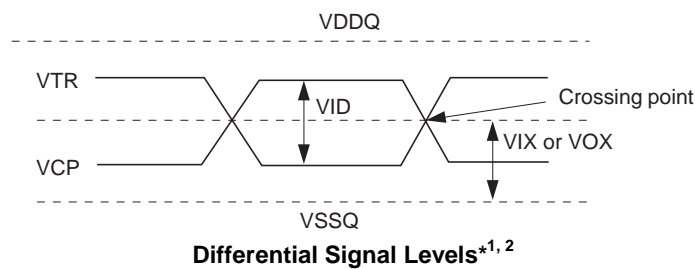 VDDQ
VTR
VID
Crossing point
VIX or VOX
VCP
VSSQ
Differential Signal Levels*1, 2